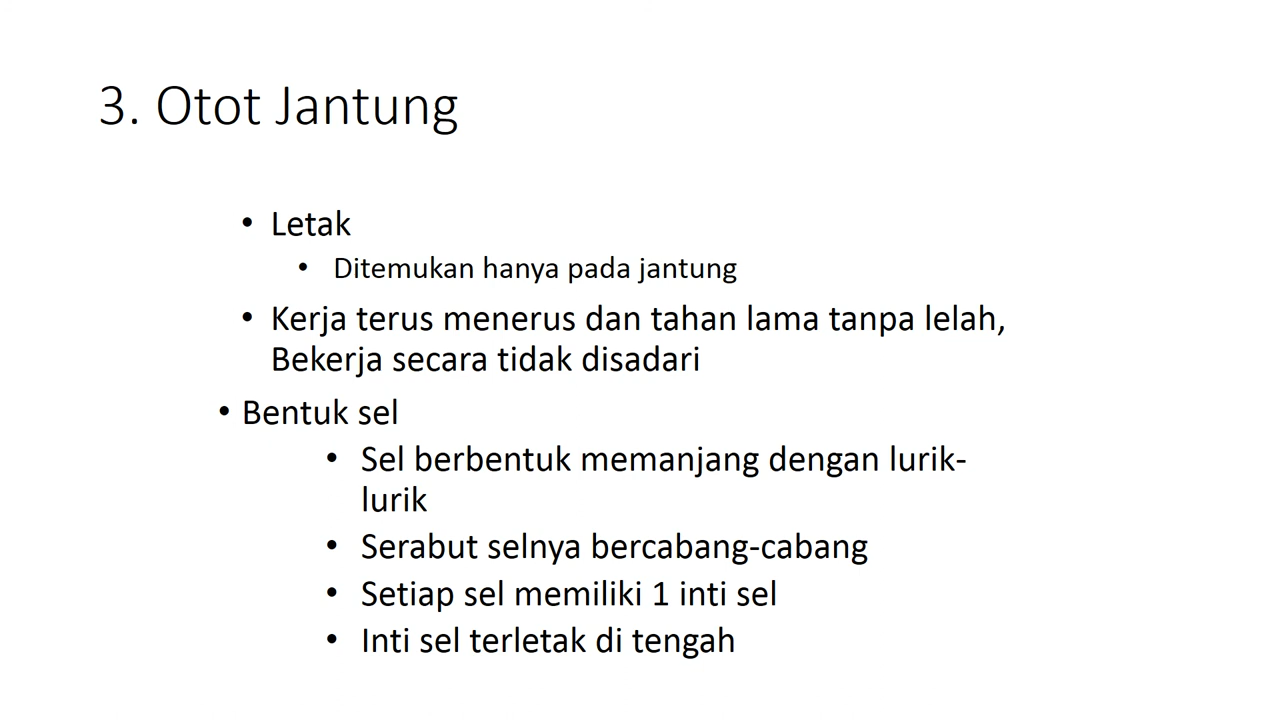 3. Otot Jantung
• Letak
• Ditemukan hanya pada jantung
• Kerja terus menerus dan tahan lama tanpa lelah,
Bekerja secara tidak disadari
• Bentuk sel
• Sel berbentuk memanjang dengan lurik-
lurik
• Serabut selnya bercabang-cabang
• Setiap sel memiliki 1 inti sel
• Inti sel terletak di tengah